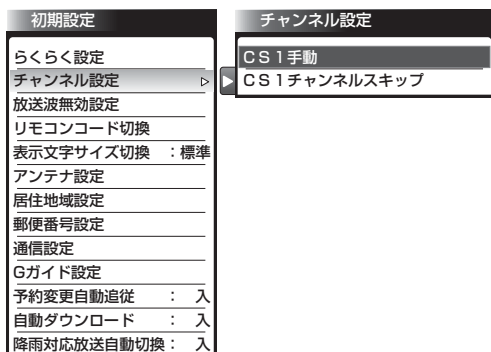 初期設定
らくらく設定
チャンネル設定
放送波無効設定
リモコンコード切換
表示文字サイズ切換 ：標準
アンテナ設定
居住地域設定
郵便番号設定
通信設定
Gガイド設定
予約変更自動追従 ： 入
自動ダウンロード ： 入
降雨対応放送自動切換： 入
チャンネル設定
CS1手動
CS1チャンネルスキップ